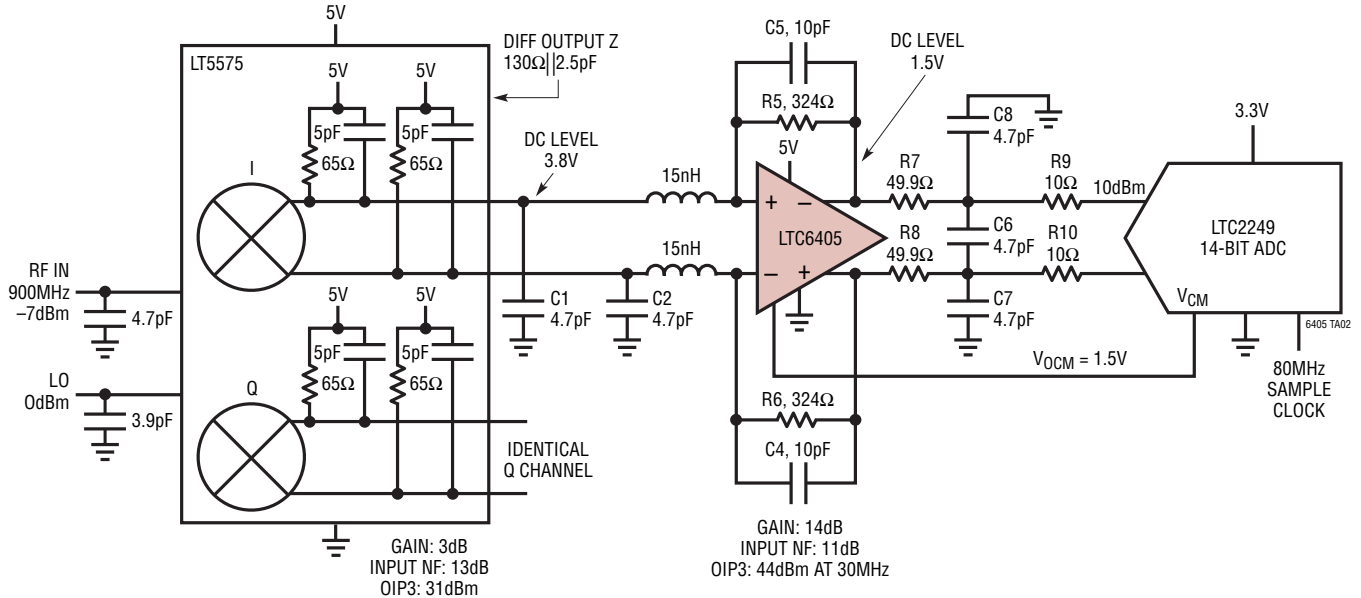 5V
LT5575
DIFF OUTPUT Z
130Ω||2.5pF
5V
5V
5pF
65Ω
5pF
65Ω
I
DC LEVEL
3.8V
15nH
15nH
C1
4.7pF
C2
4.7pF
RF IN
900MHz
–7dBm
4.7pF
LO
0dBm
3.9pF
5V
5V
5pF
65Ω
5pF
65Ω
Q
IDENTICAL
Q CHANNEL
GAIN: 3dB
INPUT NF: 13dB
OIP3: 31dBm
C5, 10pF
R5, 324Ω
DC LEVEL
1.5V
5V
+
–
LTC6405
–
+
R7
49.9Ω
R8
49.9Ω
C8
4.7pF
C6
4.7pF
C7
4.7pF
R9
10Ω
R10
10Ω
10dBm
3.3V
LTC2249
14-BIT ADC
VCM
6405 TA02
VOCM = 1.5V
80MHz
SAMPLE
CLOCK
R6, 324Ω
C4, 10pF
GAIN: 14dB
INPUT NF: 11dB
OIP3: 44dBm AT 30MHz